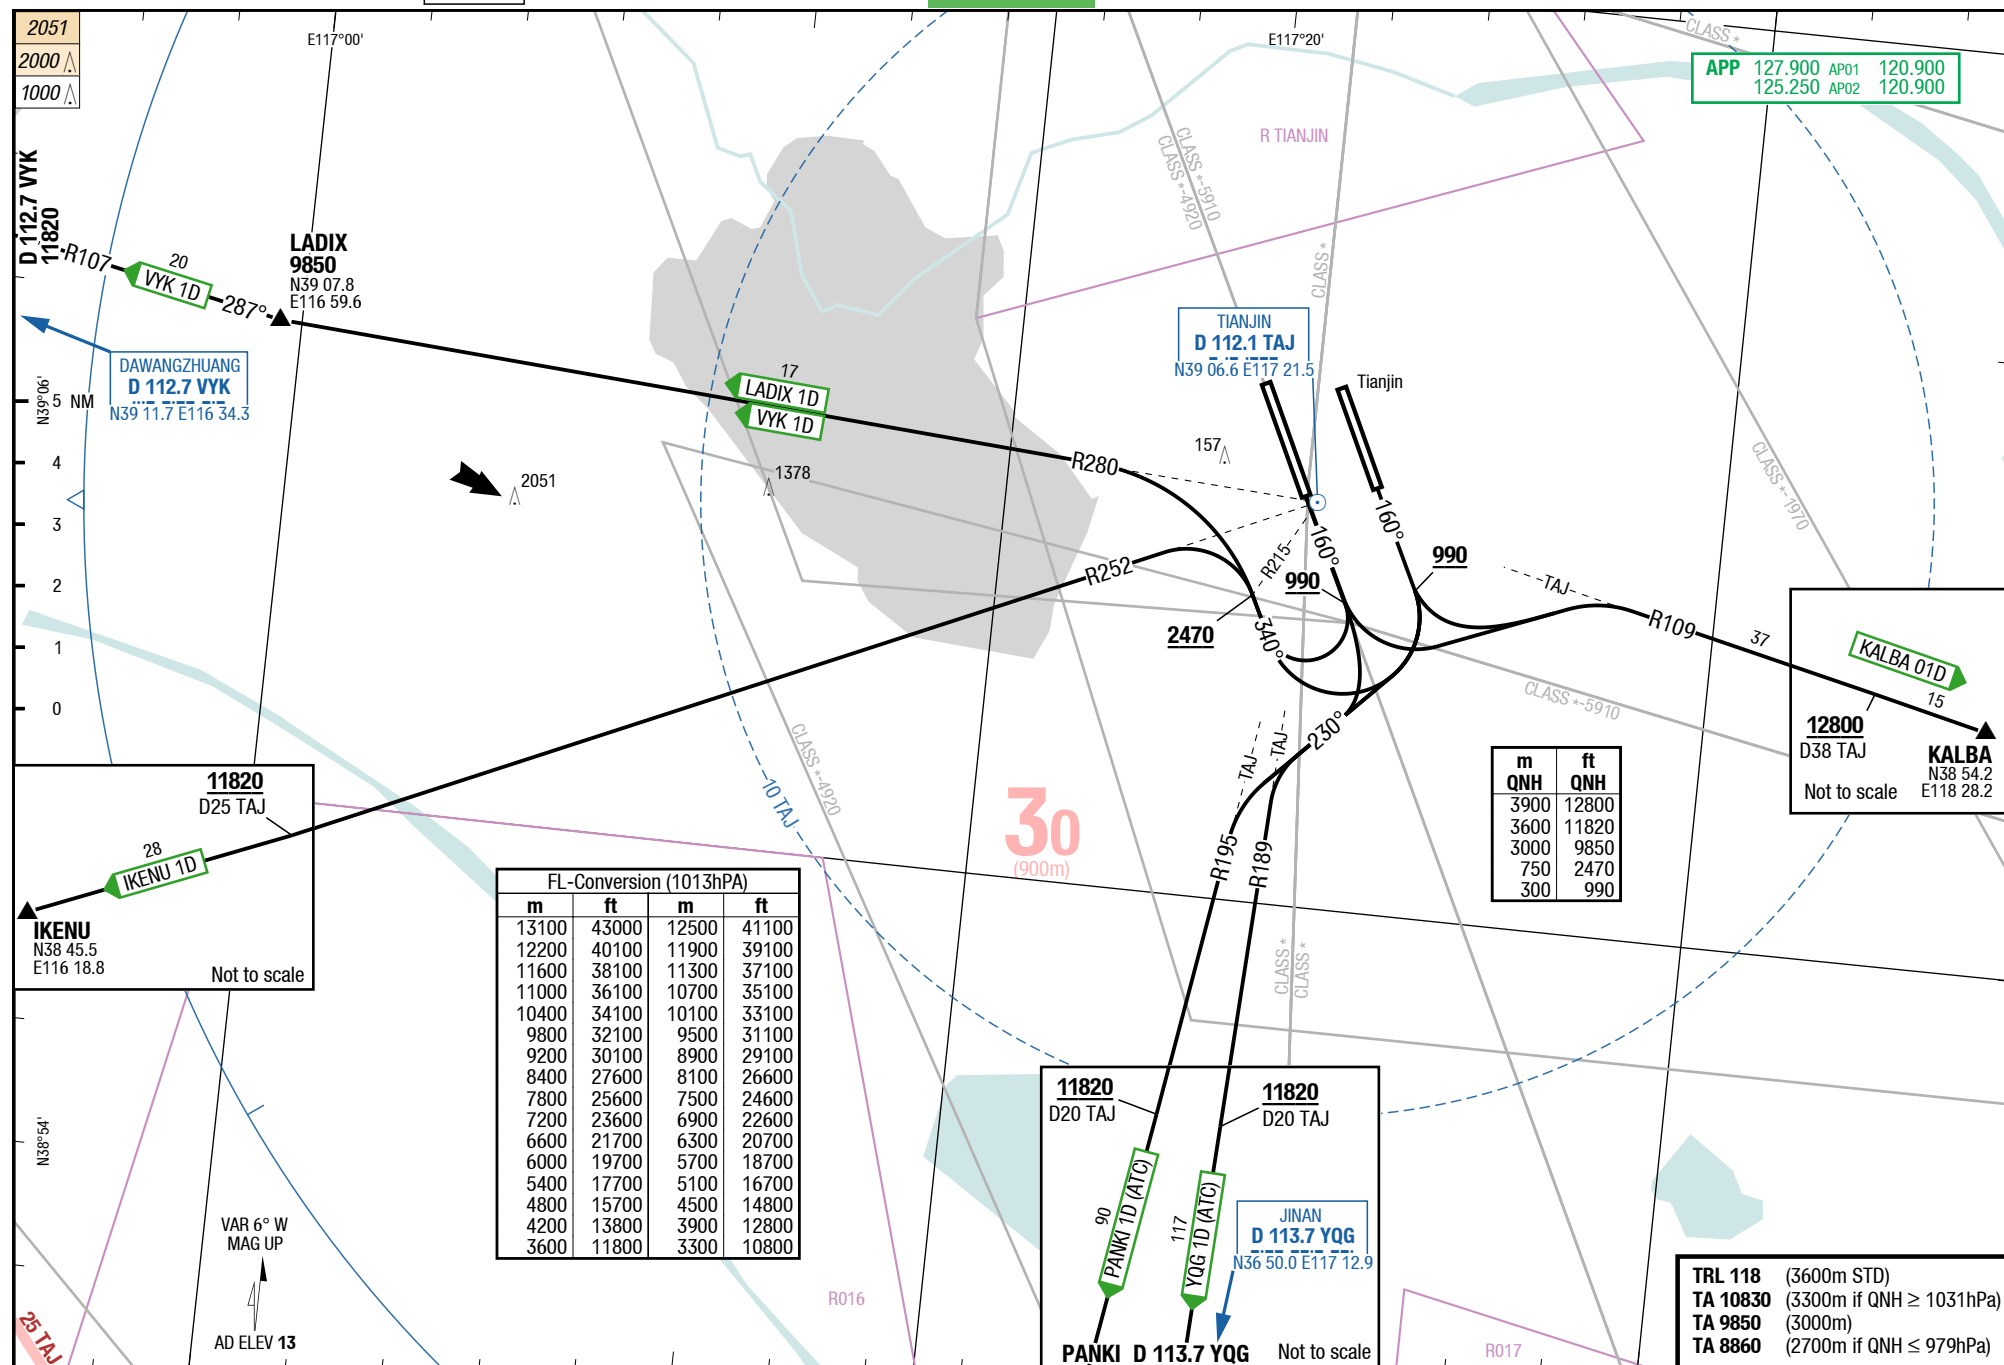 2051
2000
1000
E117°00'
E117°20'
CLASS *
APP 127.900 AP01 120.900
125.250 AP02 120.900
R TIANJIN
CLASS *-5910
CLASS *-4920
CLASS *
D 112.7 VYK
11820
R107
20
VYK 1D
287°
LADIX
9850
N39 07.8
E116 59.6
DAWANGZHUANG
D 112.7 VYK
N39 11.7 E116 34.3
N39°06'
5 NM
4
3
2
1
0
17
LADIX 1D
VYK 1D
TIANJIN
D 112.1 TAJ
N39 06.6 E117 21.5
Tianjin
157
2051
1378
R280
R252
R215
160°
160°
990
990
2470
340°
230°
TAJ
R109
37
CLASS *-1970
KALBA 01D
15
12800
D38 TAJ
KALBA
N38 54.2
E118 28.2
Not to scale
CLASS *-5910
CLASS *-4920
10 TAJ
30
(900m)
TAJ
TAJ
R195
R189
CLASS *
CLASS *
m ft
QNH QNH
3900 12800
3600 11820
3000 9850
750 2470
300 990
11820
D25 TAJ
28
IKENU 1D
IKENU
N38 45.5
E116 18.8
Not to scale
FL-Conversion (1013hPA)
m ft m ft
13100 43000 12500 41100
12200 40100 11900 39100
11600 38100 11300 37100
11000 36100 10700 35100
10400 34100 10100 33100
9800 32100 9500 31100
9200 30100 8900 29100
8400 27600 8100 26600
7800 25600 7500 24600
7200 23600 6900 22600
6600 21700 6300 20700
6000 19700 5700 18700
5400 17700 5100 16700
4800 15700 4500 14800
4200 13800 3900 12800
3600 11800 3300 10800
N38°54'
VAR 6° W
MAG UP
AD ELEV 13
25 TAJ
R016
11820
D20 TAJ
11820
D20 TAJ
90
PANKI 1D (ATC)
117
YQG 1D (ATC)
JINAN
D 113.7 YQG
N36 50.0 E117 12.9
PANKI D 113.7 YQG Not to scale
R017
TRL 118 (3600m STD)
TA 10830 (3300m if QNH ≥ 1031hPa)
TA 9850 (3000m)
TA 8860 (2700m if QNH ≤ 979hPa)